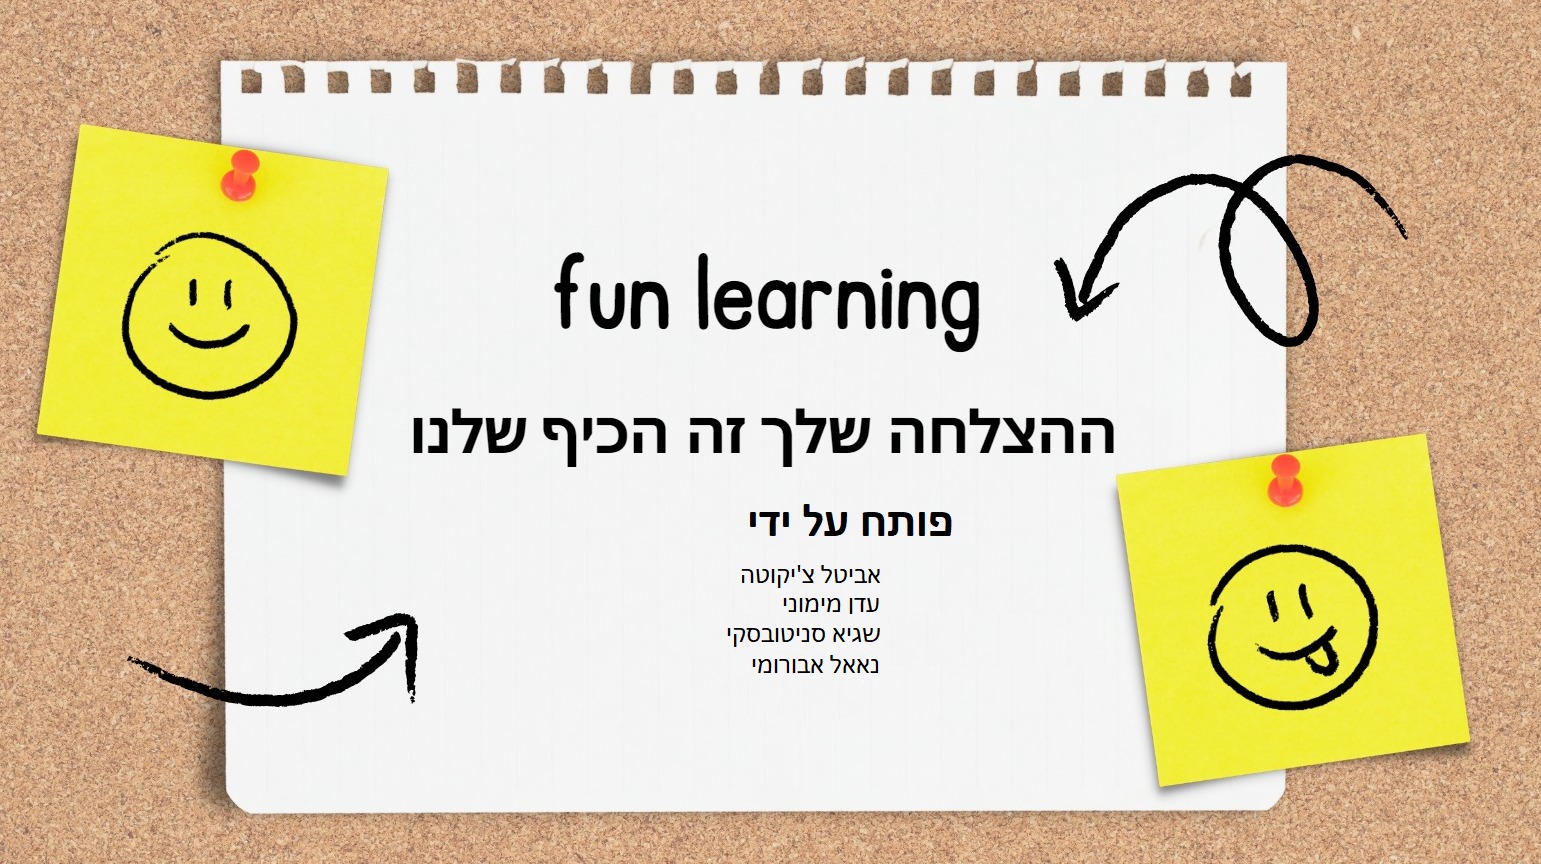 fun learning
ההצלחה שלך זה הכיף שלנו
פותח על ידי
אביטל צ'יקוטה
עדן מימוני
שגיא סניטובסקי
נאאל אבורומי